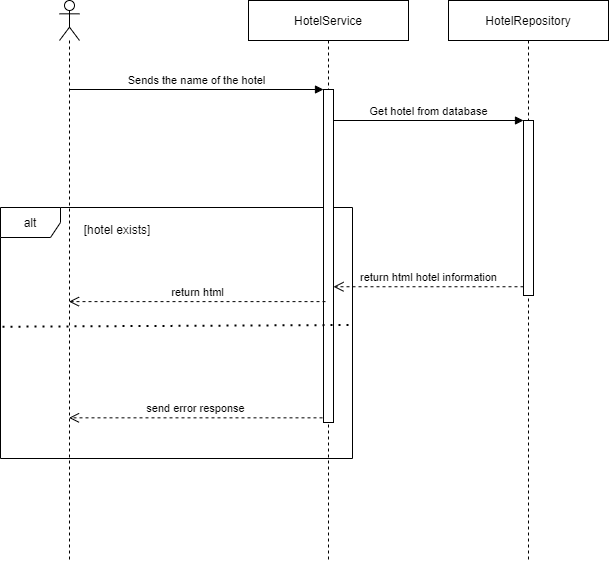 HotelService
HotelRepository
Sends the name of the hotel
Get hotel from database
alt
[hotel exists]
return html hotel information
return html
send error response